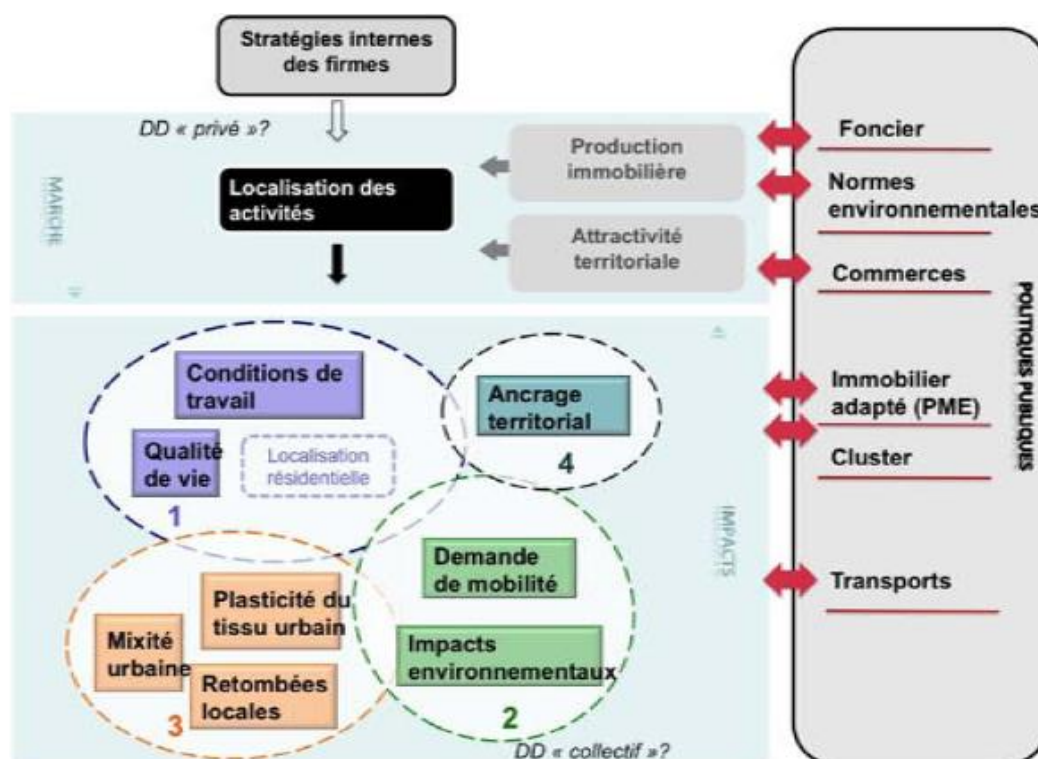 Stratégies internes
des firmes
DD « privé »?
Production
immobilière
Localisation des
activités
Attractivité
territoriale
MARCHE
Foncier
Normes
environnementales
Commerces
Immobilier
adapté (PME)
Cluster
Transports
POLITIQUES PUBLIQUES
Conditions de
travail
Qualité
de vie
Localisation
résidentielle
1
Ancrage
territorial
4
Demande
de mobilité
Impacts
environnementaux
2
Plasticité du
tissu urbain
Mixité
urbaine
Retombées
locales
3
IMPACTS
DD « collectif »?